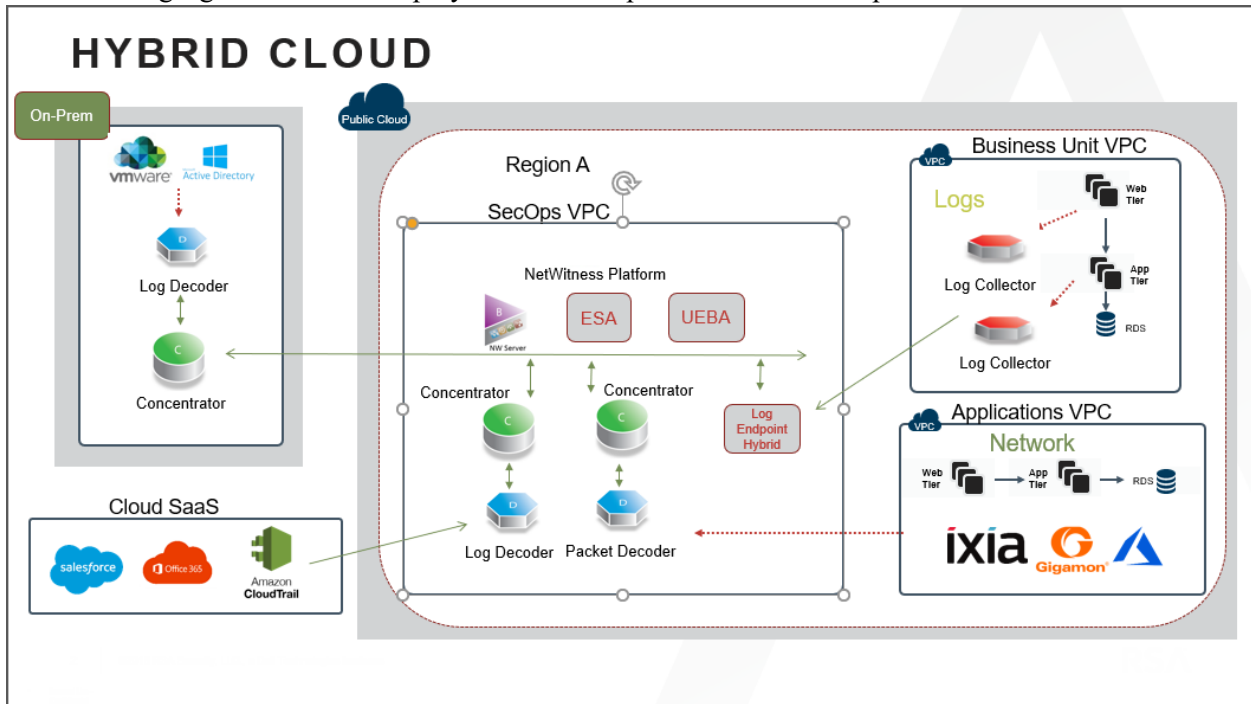 HYBRID CLOUD
On-Prem
vmware
Active Directory
D
Log Decoder
C
Concentrator
Cloud SaaS
salesforce
Office 365
Amazon
CloudTrail
Public Cloud
Region A
SecOps VPC
NetWitness Platform
B
NW Server
ESA
UEBA
Concentrator
C
Concentrator
C
Log
Endpoint
Hybrid
D
Log Decoder
D
Packet Decoder
Business Unit VPC
VPC
Logs
Web
Tier
Log Collector
App
Tier
Log Collector
RDS
Applications VPC
VPC
Network
Web
Tier
App
Tier
RDS
ixia
Gigamon